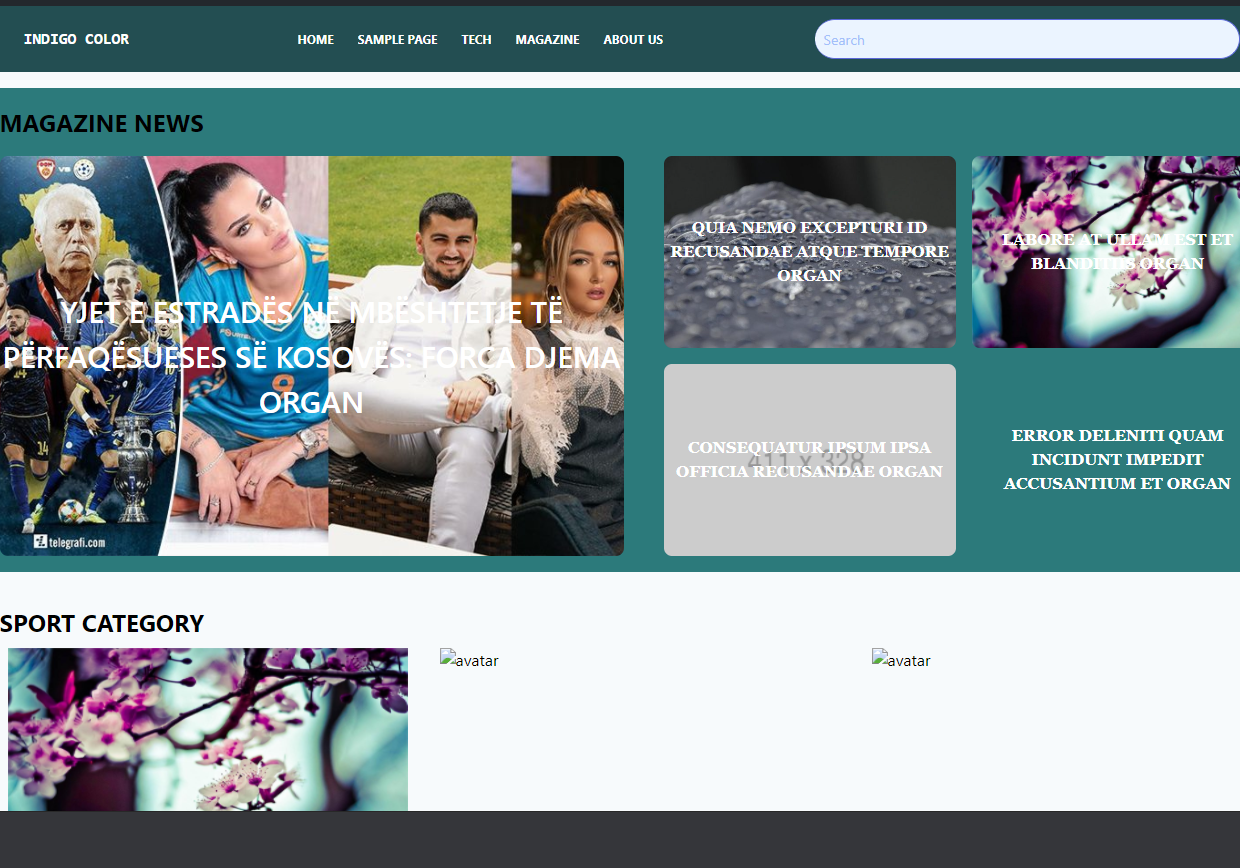 INDIGO COLOR
HOME SAMPLE PAGE TECH MAGAZINE ABOUT US
Search
MAGAZINE NEWS
VS
YJET E ESTRADËS NË MBËSHTETJE TË
PËRFAQËSUESES SË KOSOVËS: FORCA DJEMA
ORGAN
14
telegrafi.com
QUIA NEMO EXCEPTURI ID
RECUSANDAE ATQUE TEMPORE
ORGAN
LABORE AT ULLAM EST ET
BLANDITIIS ORGAN
CONSEQUATUR IPSUM IPSA
OFFICIA RECUSANDAE ORGAN
ERROR DELENITI QUAM
INCIDUNT IMPEDIT
ACCUSANTIUM ET ORGAN
SPORT CATEGORY
avatar
avatar